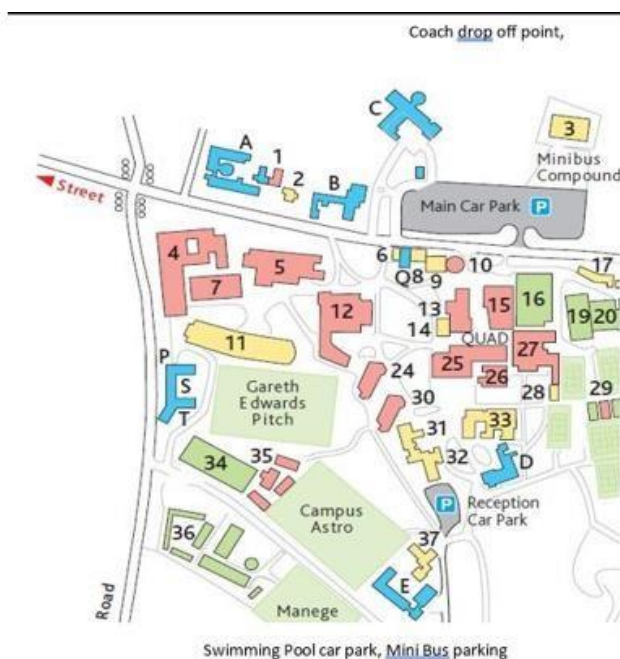 Coach drop off point,
C
3
A
1
Minibus
Compound
2
B
Main Car Park P
Street
4
5
6
Q8
9
10
17
7
12
13
15
16
19
20
14
11
QUAD
27
P
25
24
26
S
Gareth
Edwards
Pitch
28
29
T
30
31
33
34
35
32
D
Campus
Astro
P
Reception
Car Park
36
37
E
Road
Manege
Swimming Pool car park, Mini Bus parking